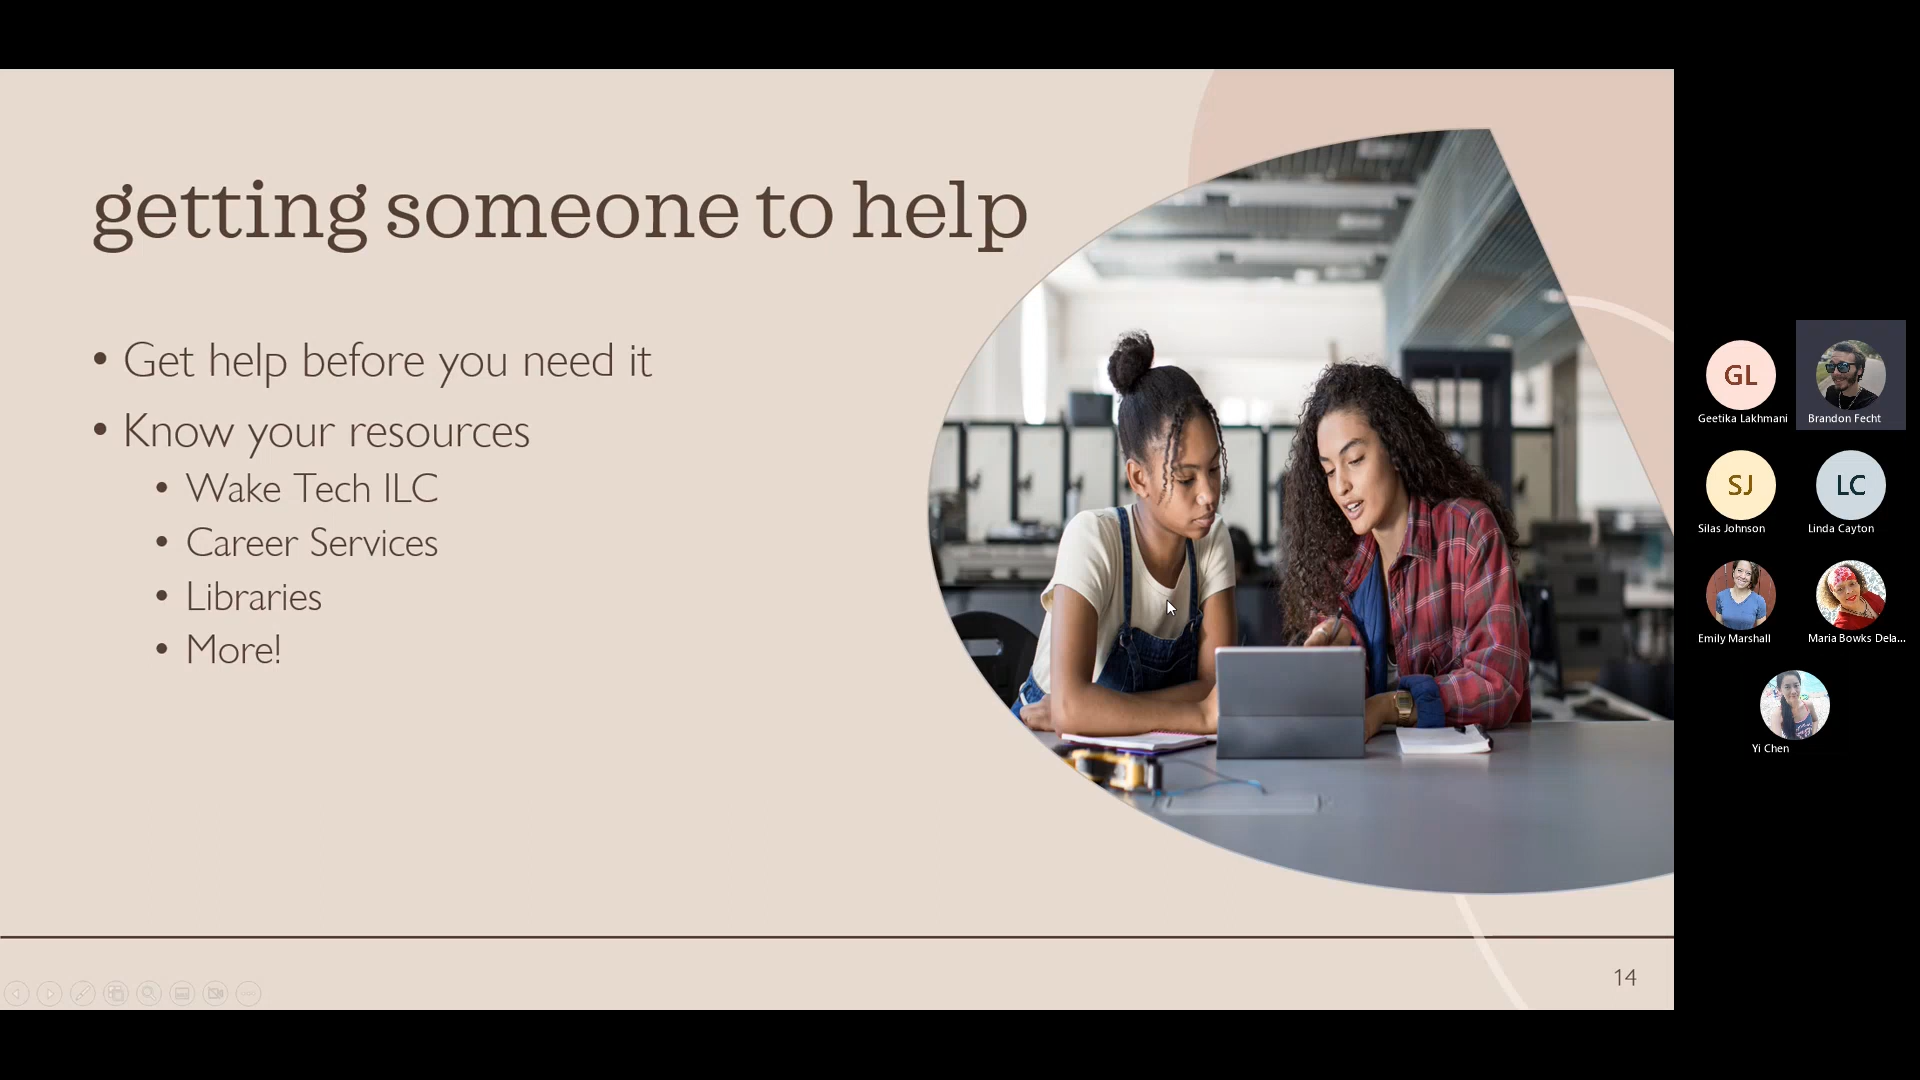 getting someone to help
• Get help before you need it
• Know your resources
• Wake Tech ILC
• Career Services
• Libraries
• More!
14
GL
Geetika Lakhmani
Brandon Fecht
SJ
Silas Johnson
LC
Linda Cayton
Emily Marshall
Maria Bowks Dela...
Yi Chen